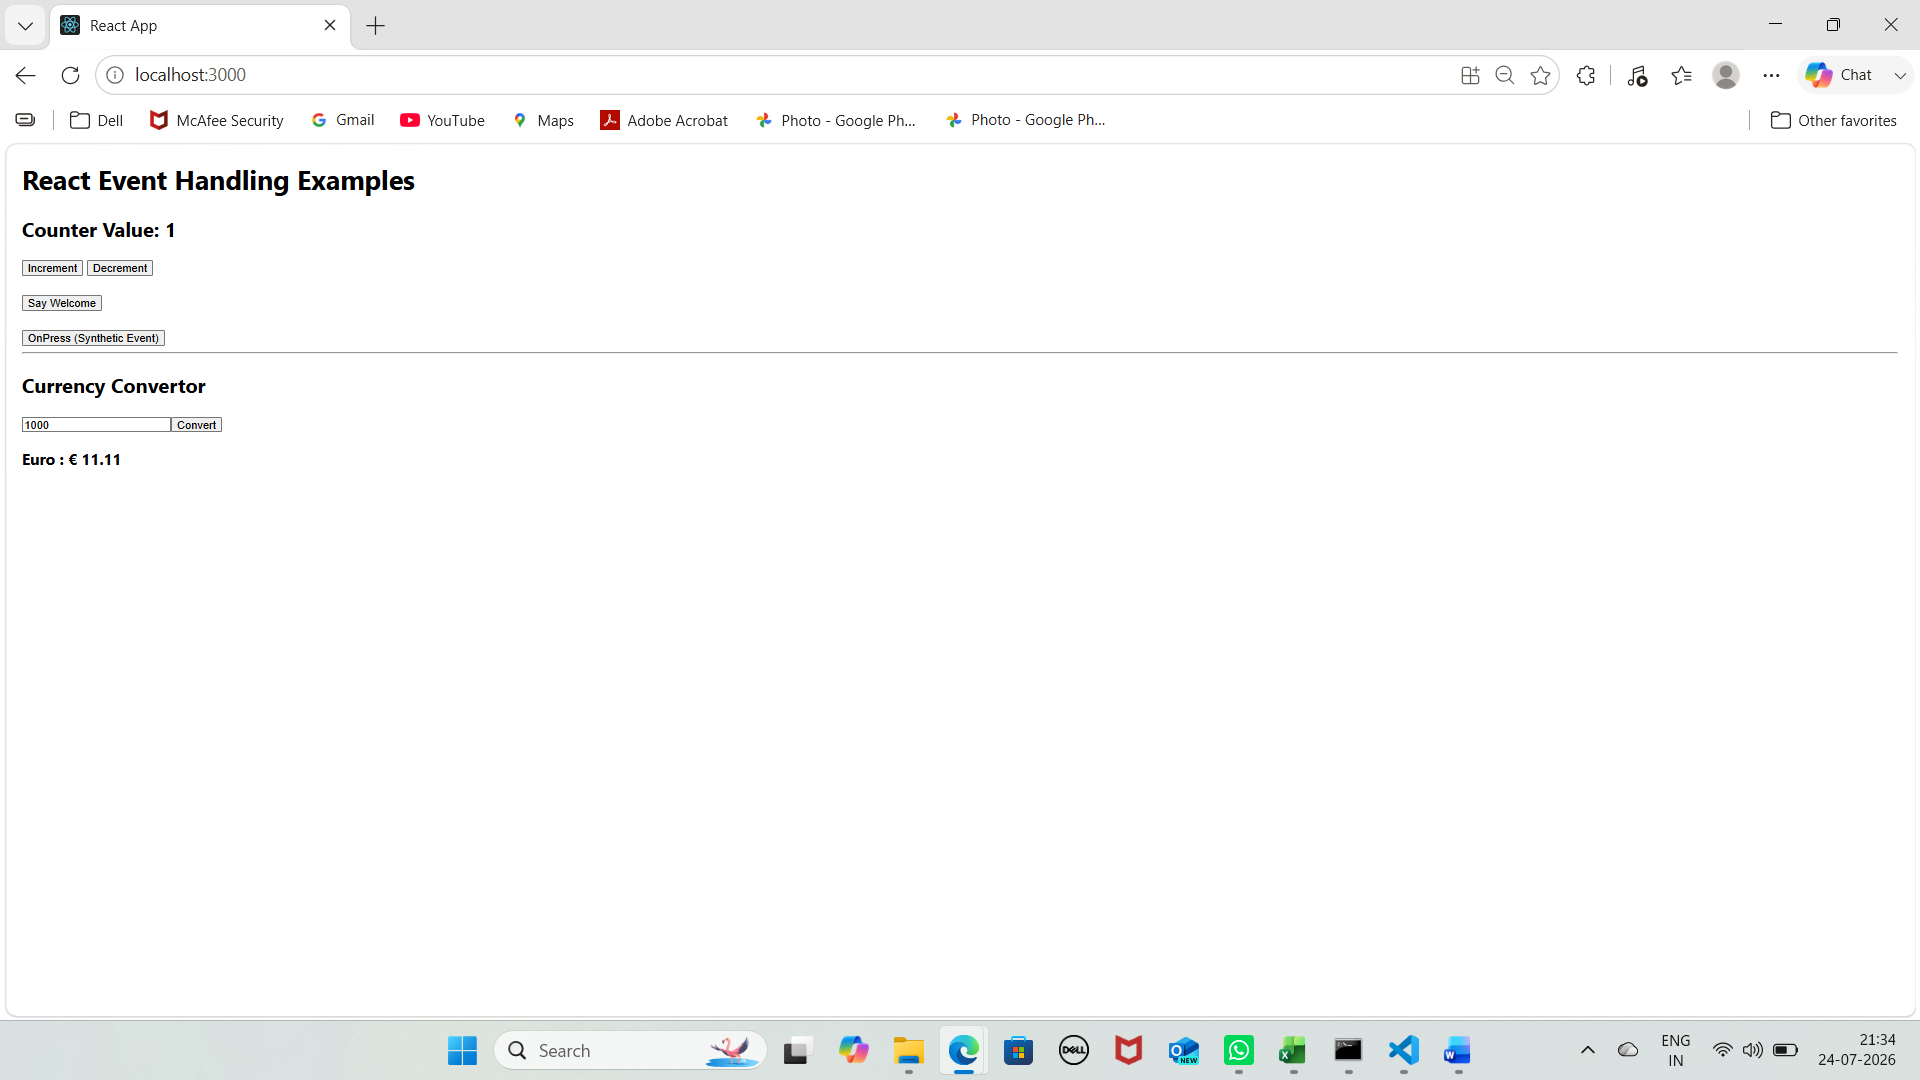 React App
localhost:3000
Chat
Dell
McAfee Security
Gmail
YouTube
Maps
Adobe Acrobat
Photo - Google Ph...
Photo - Google Ph...
Other favorites
React Event Handling Examples
Counter Value: 1
Increment Decrement
Say Welcome
OnPress (Synthetic Event)
Currency Convertor
1000 Convert
Euro : € 11.11
Search
DELL
NEW
ENG
IN
21:34
24-07-2026